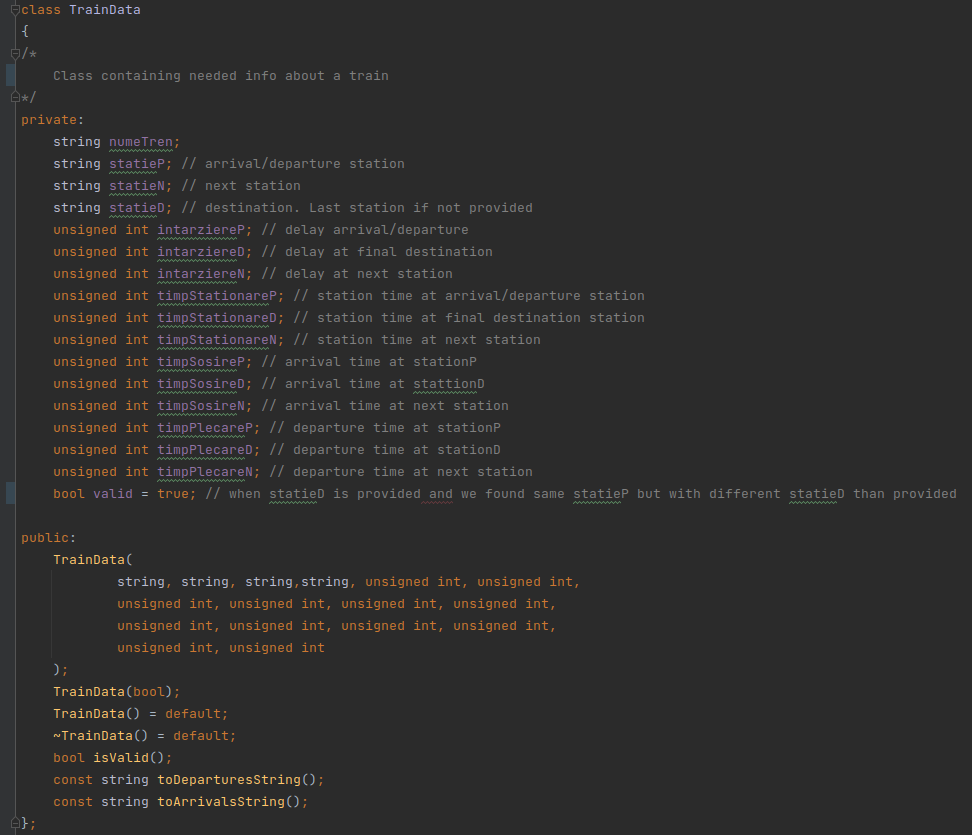 class TrainData
{
/*
    Class containing needed info about a train
*/
private:
    string numeTren;
    string statieP; // arrival/departure station
    string statieN; // next station
    string statieD; // destination. Last station if not provided
    unsigned int intarziereP; // delay arrival/departure
    unsigned int intarziereD; // delay at final destination
    unsigned int intarziereN; // delay at next station
    unsigned int timpStationareP; // station time at arrival/departure station
    unsigned int timpStationareD; // station time at final destination station
    unsigned int timpStationareN; // station time at next station
    unsigned int timpSosireP; // arrival time at stationP
    unsigned int timpSosireD; // arrival time at stattionD
    unsigned int timpSosireN; // arrival time at next station
    unsigned int timpPlecareP; // departure time at stationP
    unsigned int timpPlecareD; // departure time at stationD
    unsigned int timpPlecareN; // departure time at next station
    bool valid = true; // when statieD is provided and we found same statieP but with different statieD than provided

public:
    TrainData(
            string, string, string,string, unsigned int, unsigned int,
            unsigned int, unsigned int, unsigned int, unsigned int,
            unsigned int, unsigned int, unsigned int, unsigned int,
            unsigned int, unsigned int
    );
    TrainData(bool);
    TrainData() = default;
    ~TrainData() = default;
    bool isValid();
    const string toDeparturesString();
    const string toArrivalsString();
};